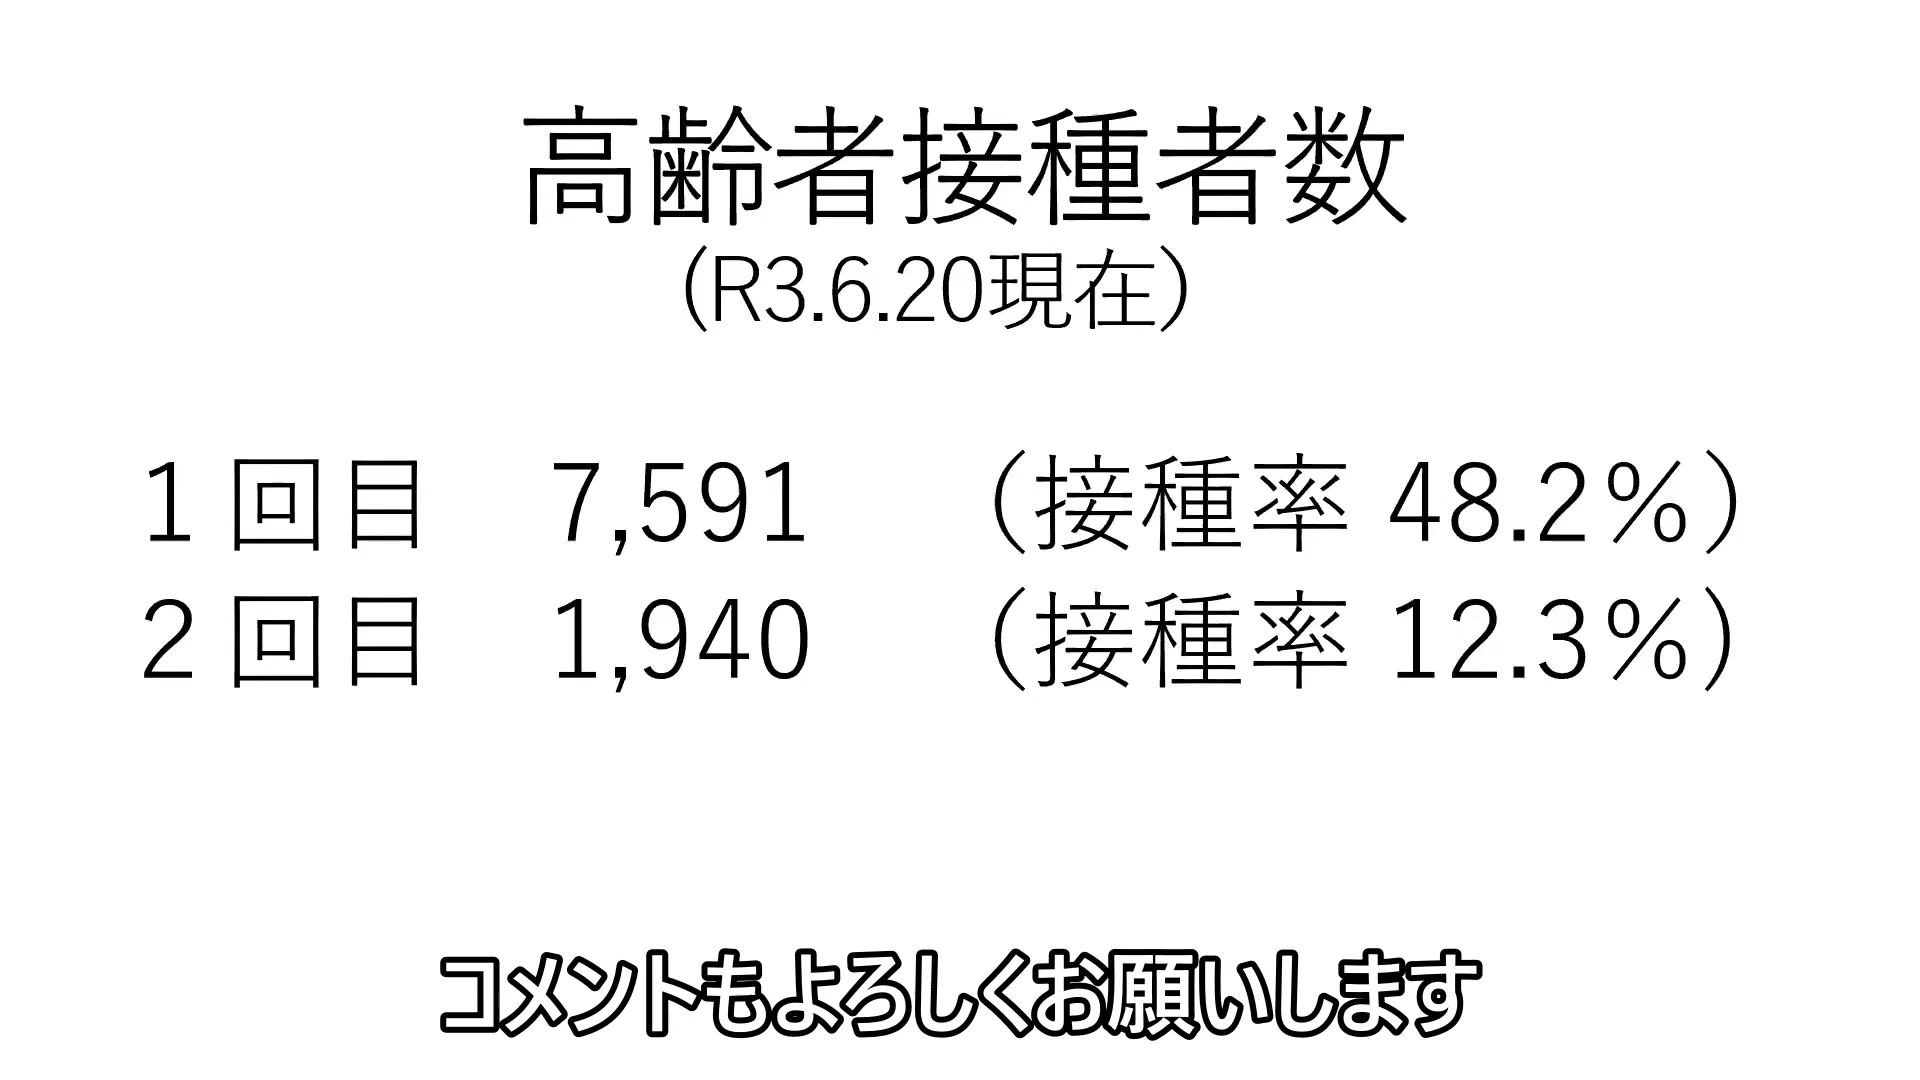 高齢者接種者数
（R3.6.20現在）
１回目　7,591　（接種率 48.2％）
２回目　1,940　（接種率 12.3％）
コメントもよろしくお願いします